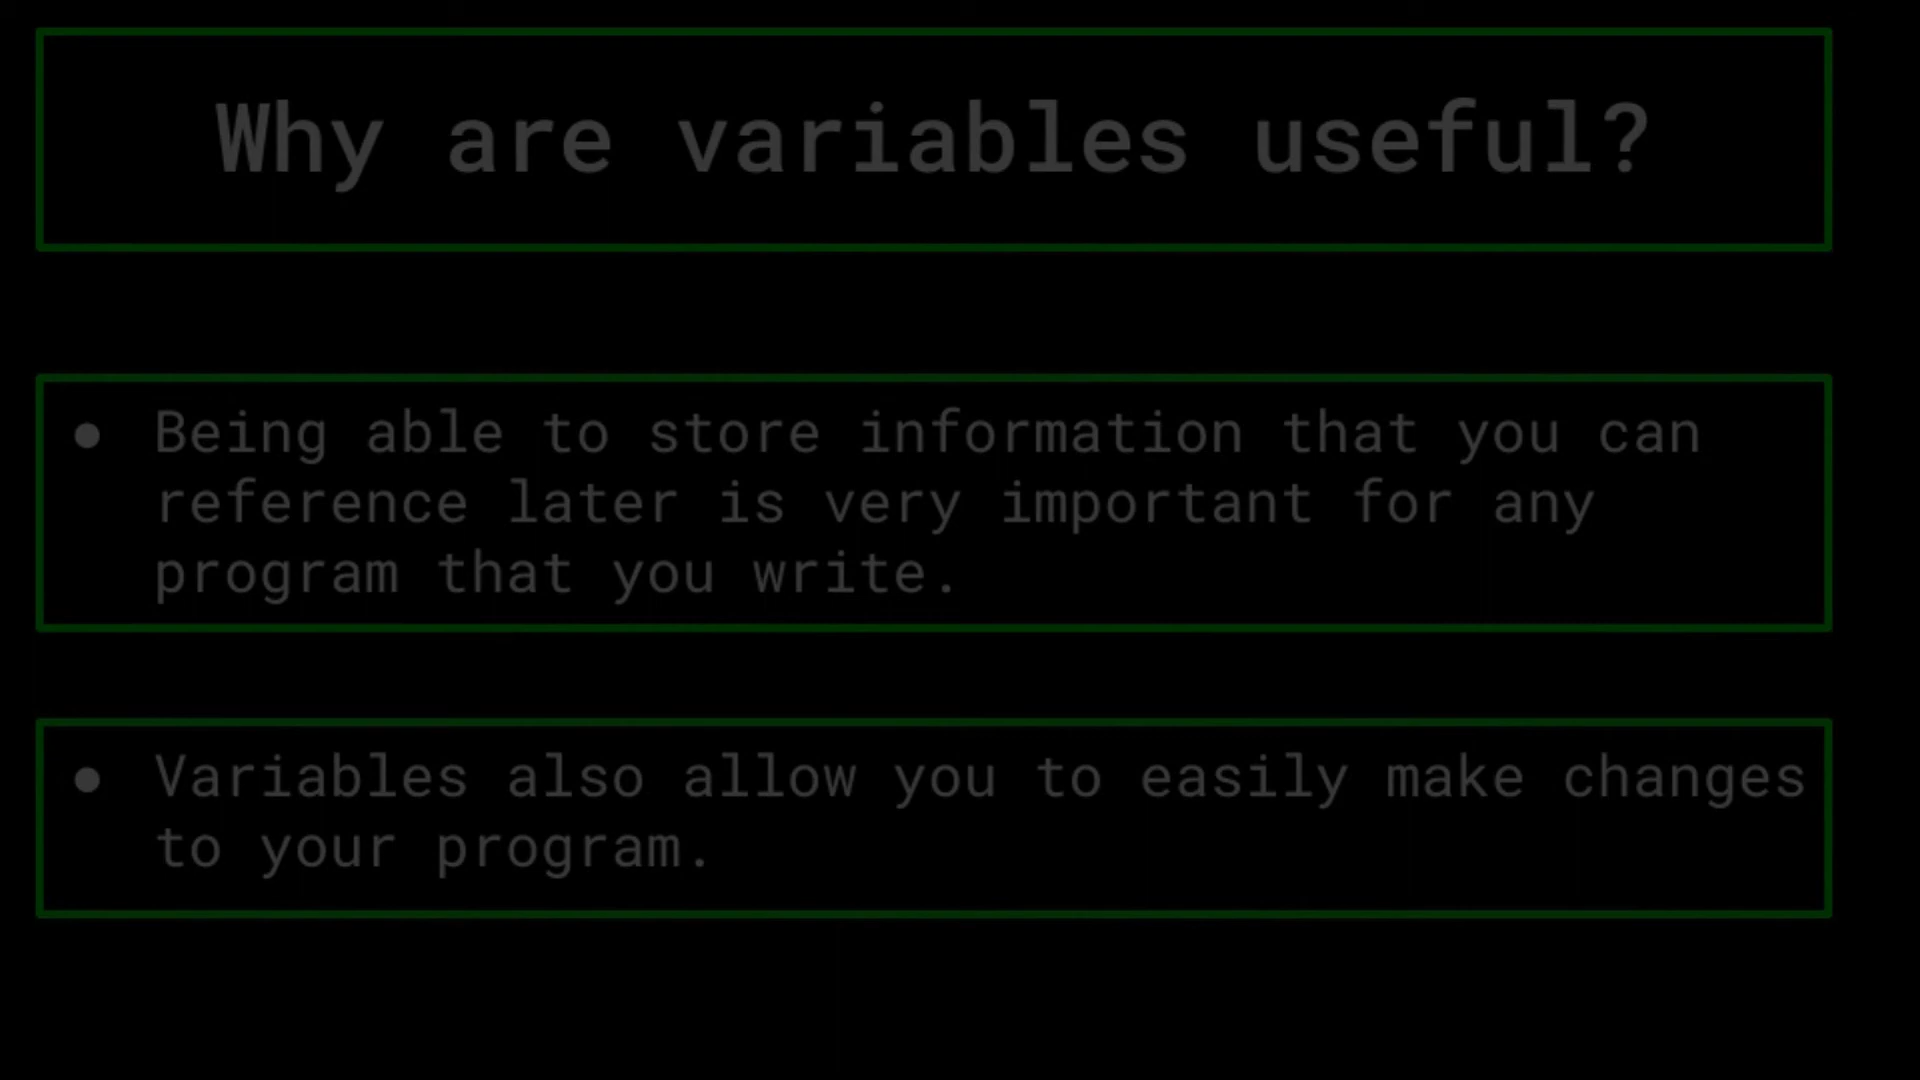 Why are variables useful?
● Being able to store information that you can
reference later is very important for any
program that you write.
● Variables also allow you to easily make changes
to your program.